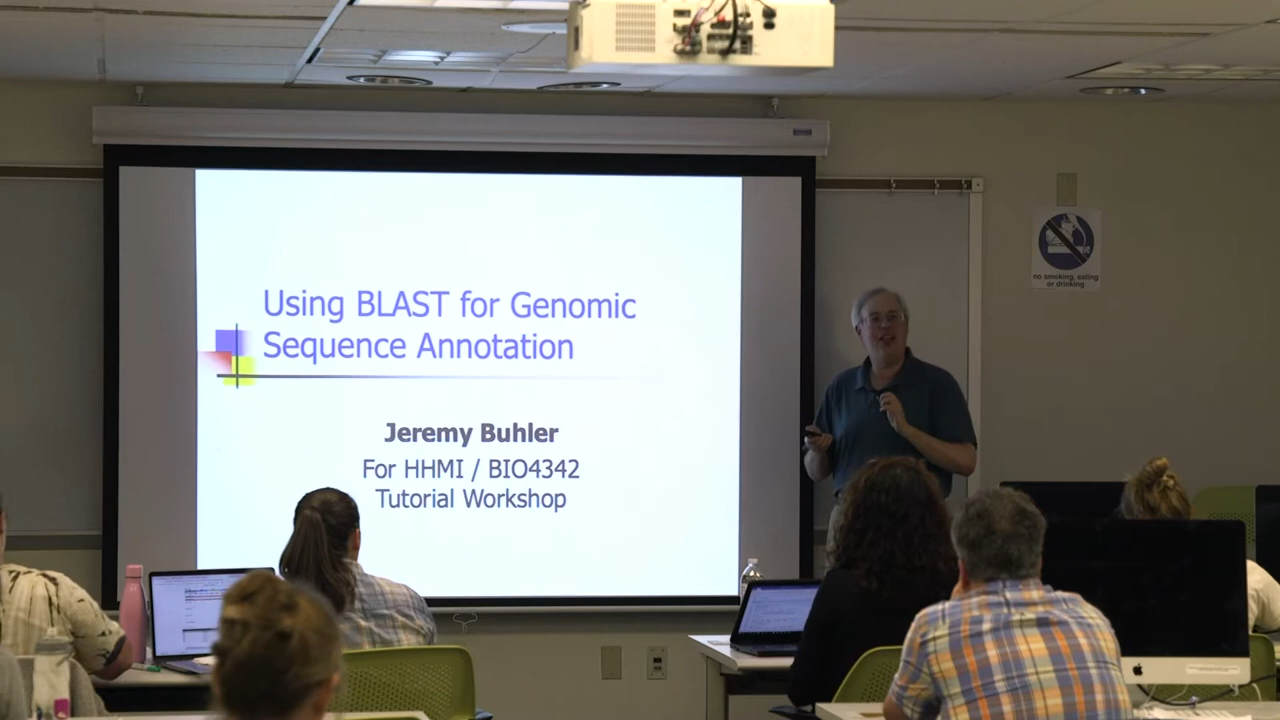 Using BLAST for Genomic
Sequence Annotation
Jeremy Buhler
For HHMI / BIO4342
Tutorial Workshop
no smoking, eating
or drinking